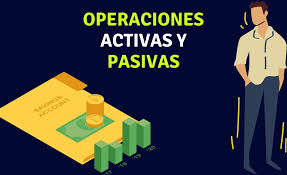 OPERACIONES
ACTIVAS Y
PASIVAS
SAVINGS
ACCOUNT